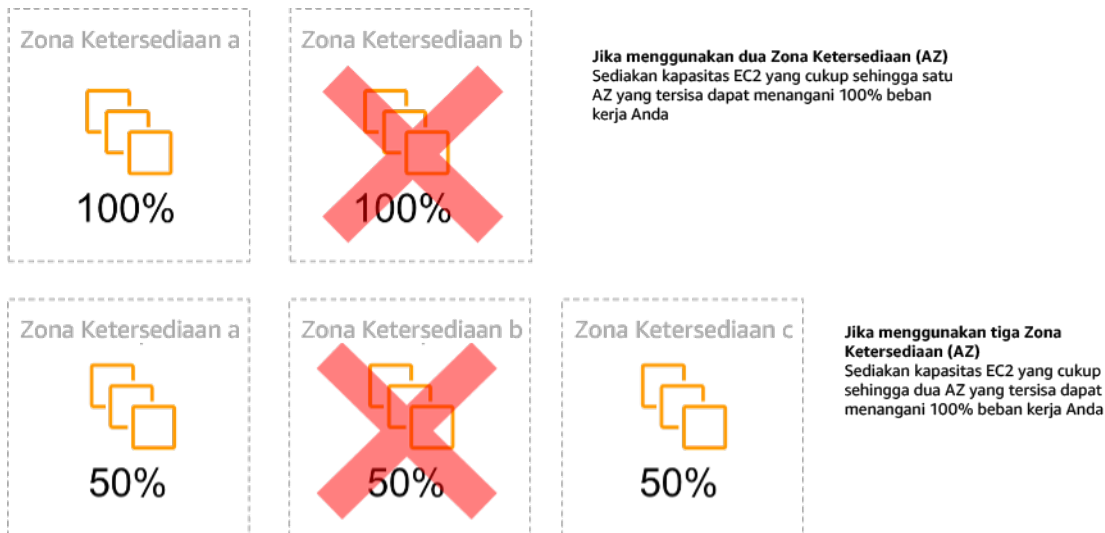 Zona Ketersediaan a
Zona Ketersediaan b
100%
100%
Jika menggunakan dua Zona Ketersediaan (AZ)
Sediakan kapasitas EC2 yang cukup sehingga satu
AZ yang tersisa dapat menangani 100% beban
kerja Anda
Zona Ketersediaan a
Zona Ketersediaan b
Zona Ketersediaan c
50%
50%
50%
Jika menggunakan tiga Zona
Ketersediaan (AZ)
Sediakan kapasitas EC2 yang cukup
sehingga dua AZ yang tersisa dapat
menangani 100% beban kerja Anda